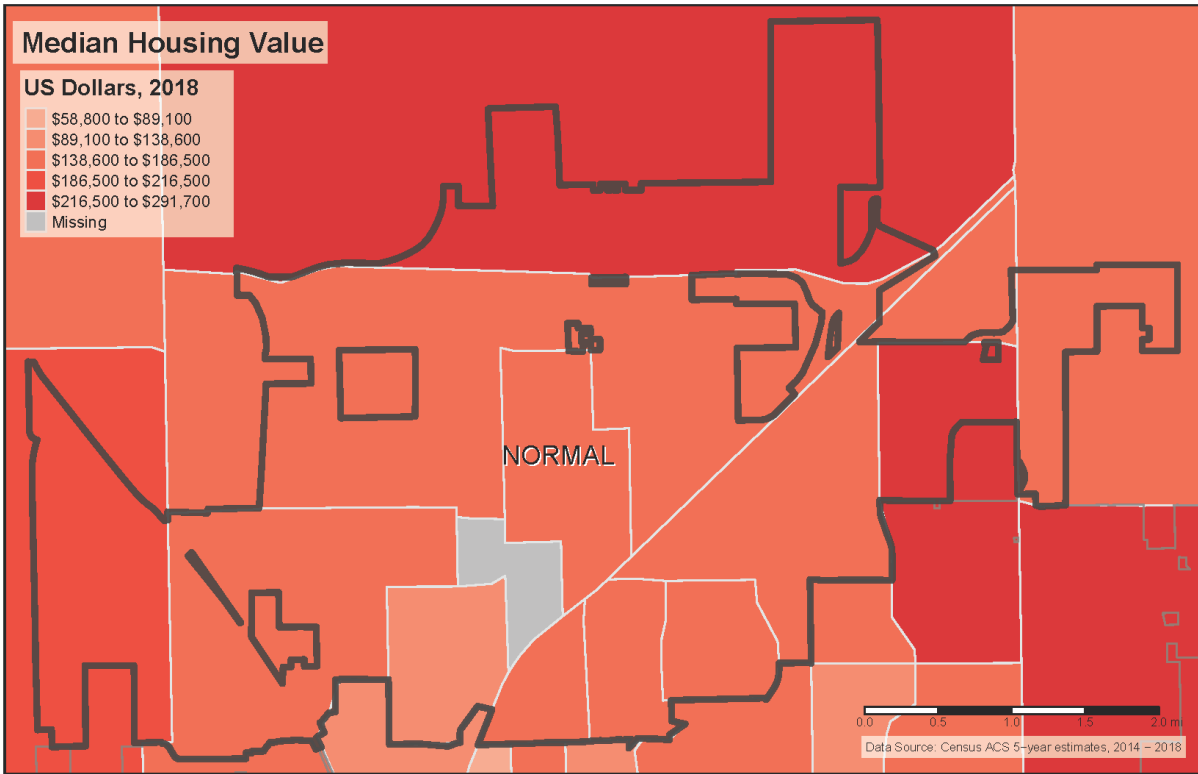 Median Housing Value
US Dollars, 2018
$58,800 to $89,100
$89,100 to $138,600
$138,600 to $186,500
$186,500 to $216,500
$216,500 to $291,700
Missing
NORMAL
0.0 0.5 1.0 1.5 2.0 mi
Data Source: Census ACS 5−year estimates, 2014 − 2018